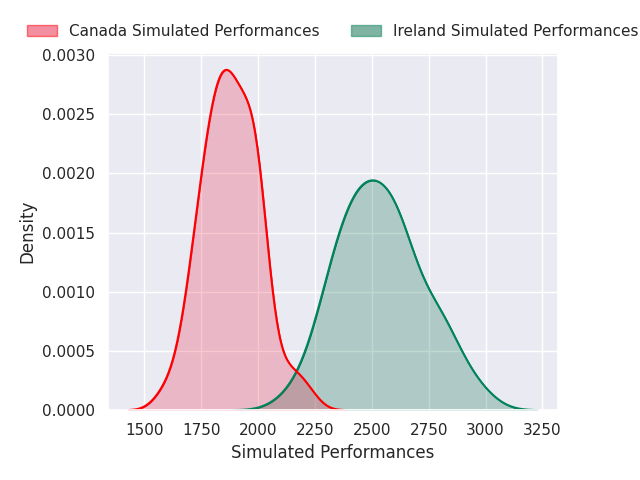 Canada Simulated Performances Ireland Simulated Performances
0.0030
0.0025
0.0020
0.0015
0.0010
0.0005
0.0000
Density
1500 1750 2000 2250 2500 2750 3000 3250
Simulated Performances